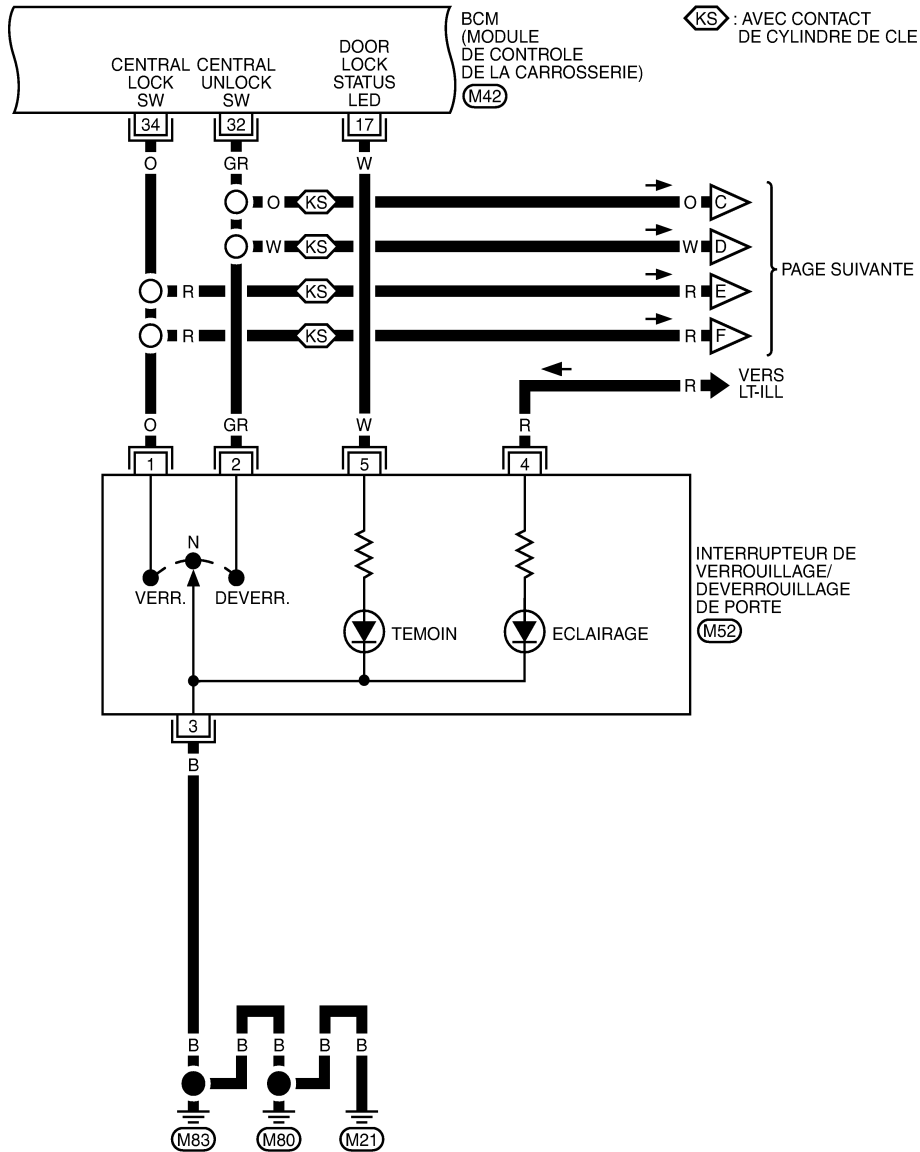 BCM
(MODULE
DE CONTROLE
DE LA CARROSSERIE)
M42
KS : AVEC CONTACT
DE CYLINDRE DE CLE
CENTRAL
LOCK
SW
CENTRAL
UNLOCK
SW
DOOR
LOCK
STATUS
LED
34 32 17
O GR W
O KS O C
W KS W D
R KS R E
R KS R F
PAGE SUIVANTE
R VERS
LT-ILL
O GR W R
1 2 5 4
N
VERR. DEVERR.
TEMOIN
ECLAIRAGE
INTERRUPTEUR DE
VERROUILLAGE/
DEVERROUILLAGE
DE PORTE
M52
3
B
B B B B B
M83 M80 M21